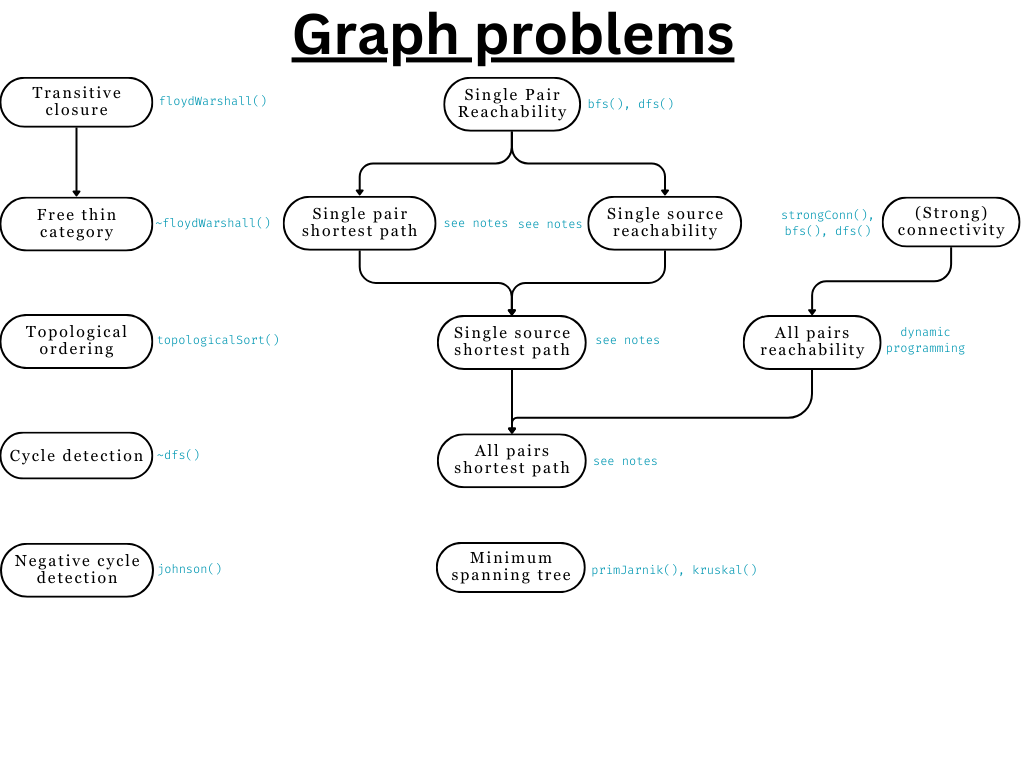 Graph problems
Transitive
closure
floydWarshall()
Single Pair
Reachability
bfs(), dfs()
Free thin
category
~floydWarshall()
Single pair
shortest path
see notes
see notes
Single source
reachability
strongConn(),
bfs(), dfs()
(Strong)
connectivity
Topological
ordering
topologicalSort()
Single source
shortest path
see notes
All pairs
reachability
dynamic
programming
Cycle detection
~dfs()
All pairs
shortest path
see notes
Negative cycle
detection
johnson()
Minimum
spanning tree
primJarnik(), kruskal()